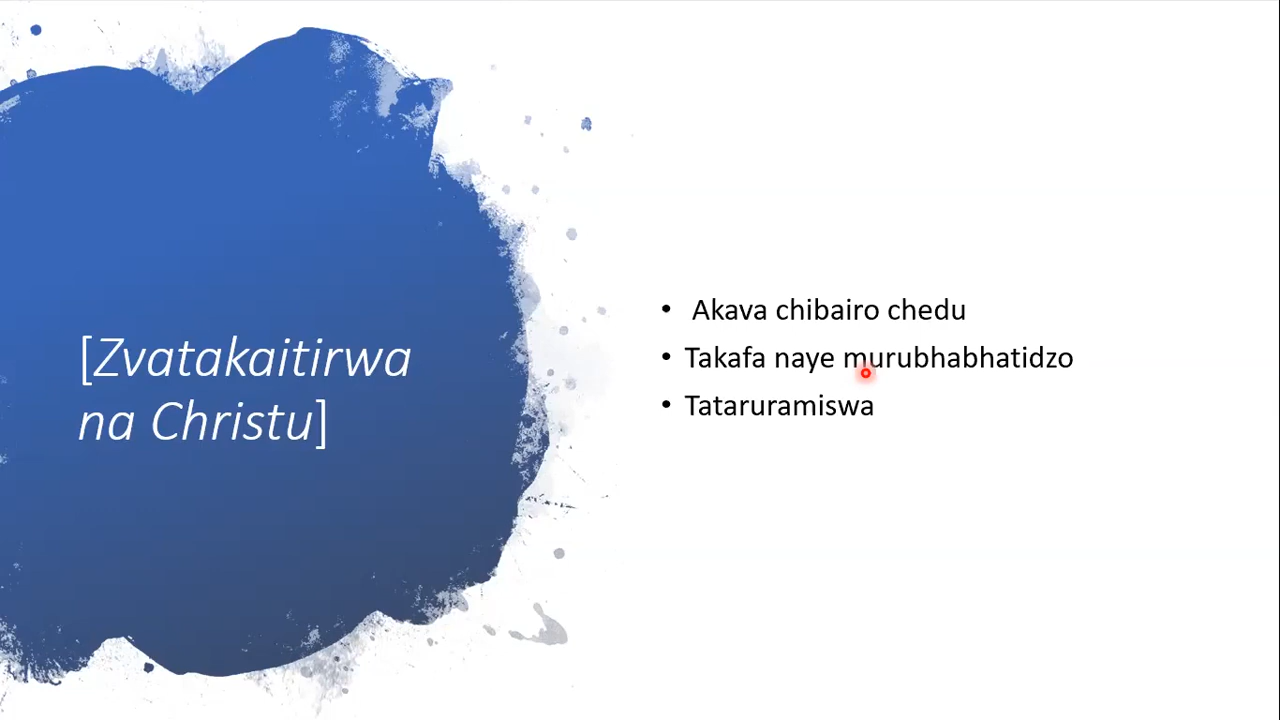 [Zvatakaitirwa
na Christu]
• Akava chibairo chedu
• Takafa naye murubhabhatidzo
• Tataruramiswa